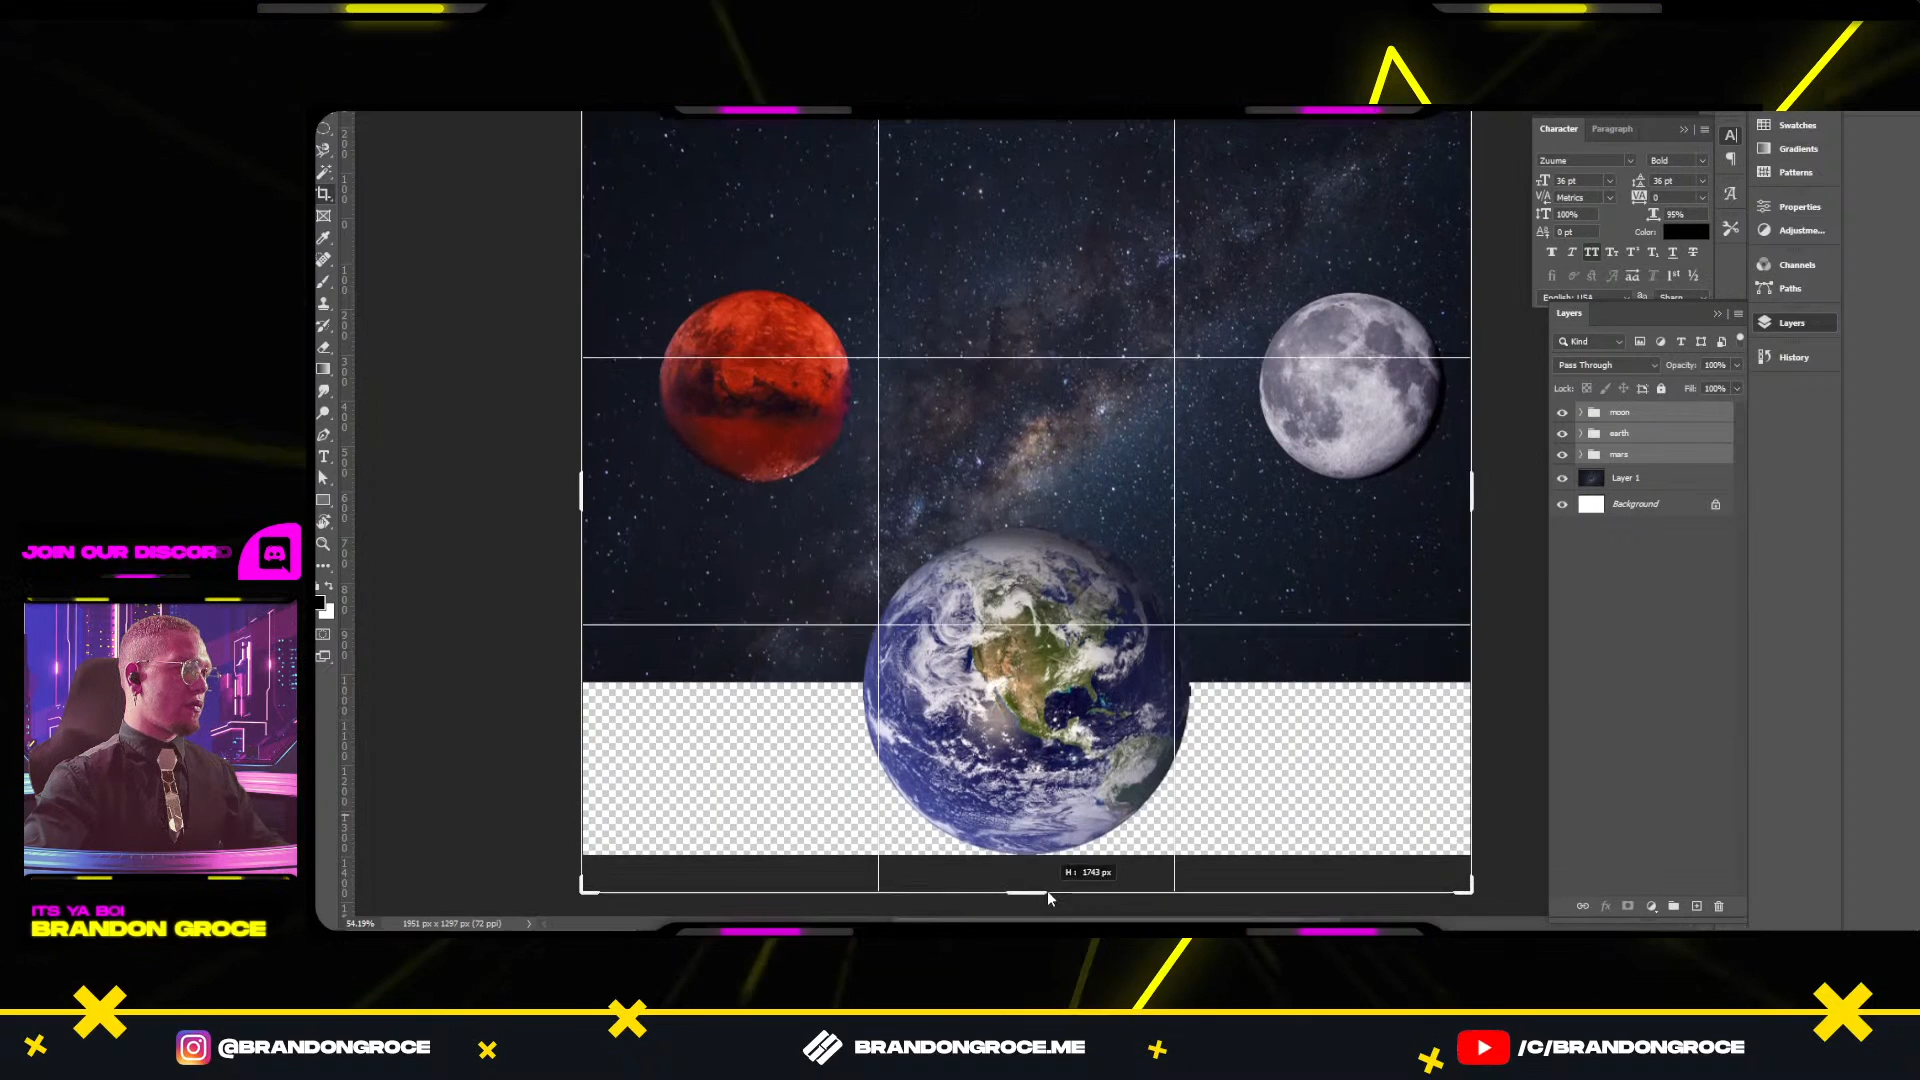 Character Paragraph
Zuume Bold
36 pt 36 pt
Metrics 0
100% 95%
0 pt Color:
English: USA Sharp
Swatches
Gradients
Patterns
Properties
Adjustme...
Channels
Paths
Layers
History
Layers
Kind
Pass Through Opacity: 100%
Lock: Fill: 100%
moon
earth
mars
Layer 1
Background
H: 1743 px
54.19% 1951 px x 1297 px (72 ppi)
JOIN OUR DISCORD
ITS YA BOI
BRANDON GROCE
@BRANDONGROCE
BRANDONGROCE.ME
/C/BRANDONGROCE